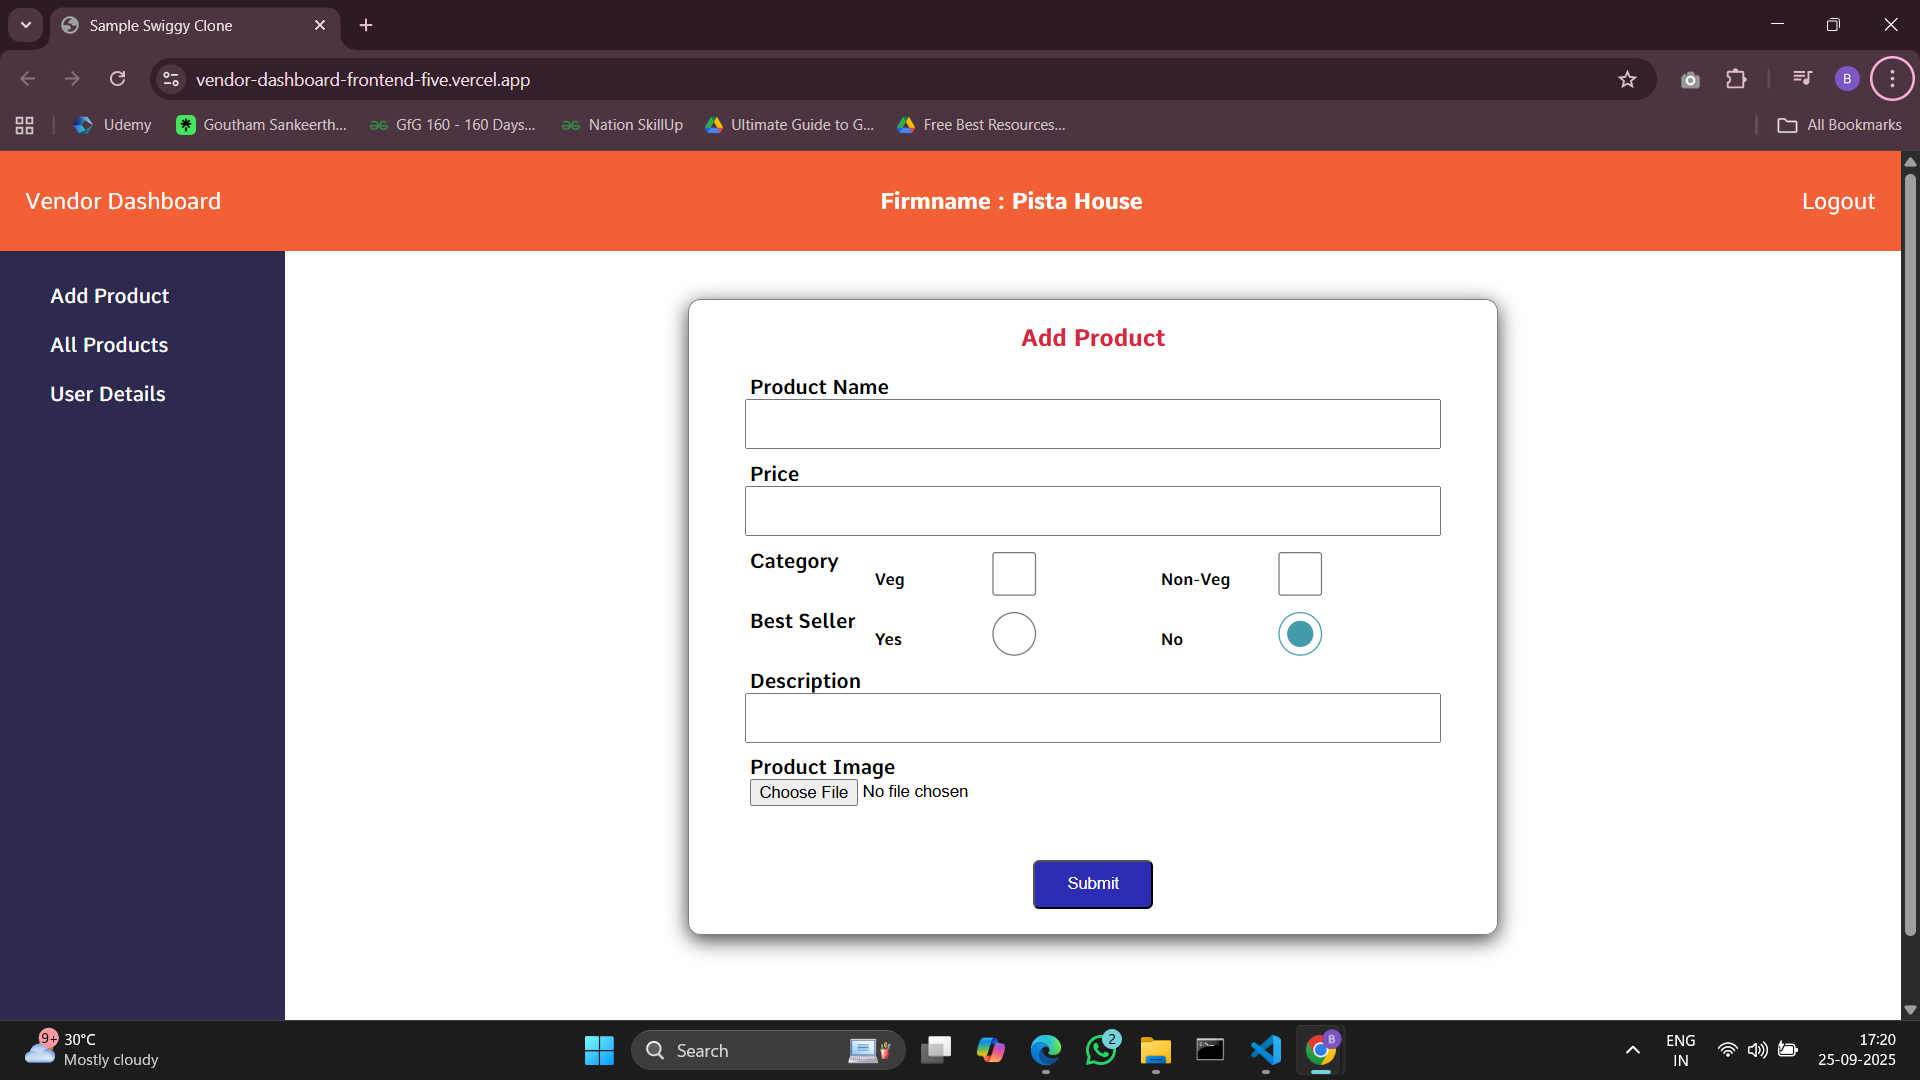 Sample Swiggy Clone
vendor-dashboard-frontend-five.vercel.app
B
Udemy
Goutham Sankeerth...
GfG 160 - 160 Days...
Nation SkillUp
Ultimate Guide to G...
Free Best Resources...
All Bookmarks
Vendor Dashboard
Firmname : Pista House
Logout
Add Product
All Products
User Details
Add Product
Product Name
Price
Category
Veg
Non-Veg
Best Seller
Yes
No
Description
Product Image
Choose File No file chosen
Submit
9+
30°C
Mostly cloudy
Search
2
B
ENG
IN
17:20
25-09-2025